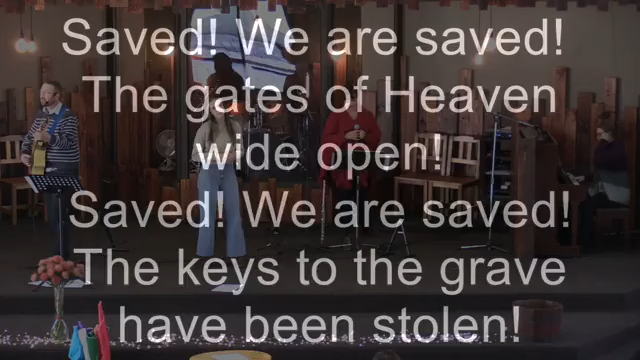 Saved! We are saved!
The gates of Heaven
wide open!
Saved! We are saved!
The keys to the grave
have been stolen!